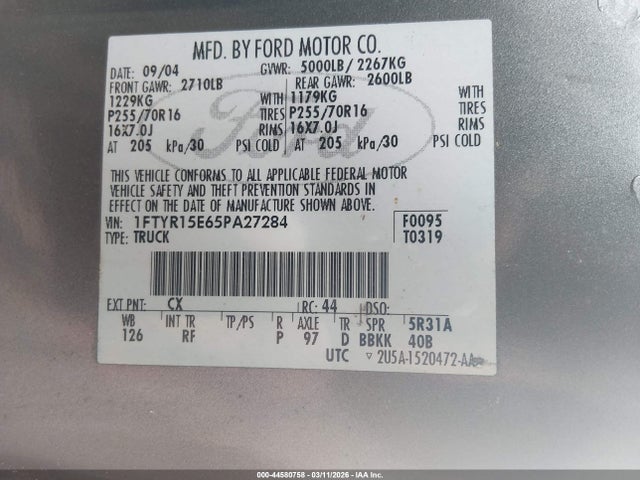 MFD. BY FORD MOTOR CO.
DATE: 09/04 GVWR: 5000LB/ 2267KG
FRONT GAWR: 2710LB REAR GAWR: 2600LB
1229KG WITH 1179KG WITH
P255/70R16 TIRES P255/70R16 TIRES
16X7.0J RIMS 16X7.0J RIMS
AT 205 kPa/30 PSI COLD AT 205 kPa/30 PSI COLD
Ford
THIS VEHICLE CONFORMS TO ALL APPLICABLE FEDERAL MOTOR
VEHICLE SAFETY AND THEFT PREVENTION STANDARDS IN
EFFECT ON THE DATE OF MANUFACTURE SHOWN ABOVE.
VIN: 1FTYR15E65PA27284 F0095
TYPE: TRUCK T0319
EXT PNT: CX RC: 44 DSO:
WB INT TR TP/PS R AXLE TR SPR 5R31A
126 RF P 97 D BBKK 40B
UTC ▽ 2U5A-1520472-AA
000-44580758 - 03/11/2026 - IAA Inc.